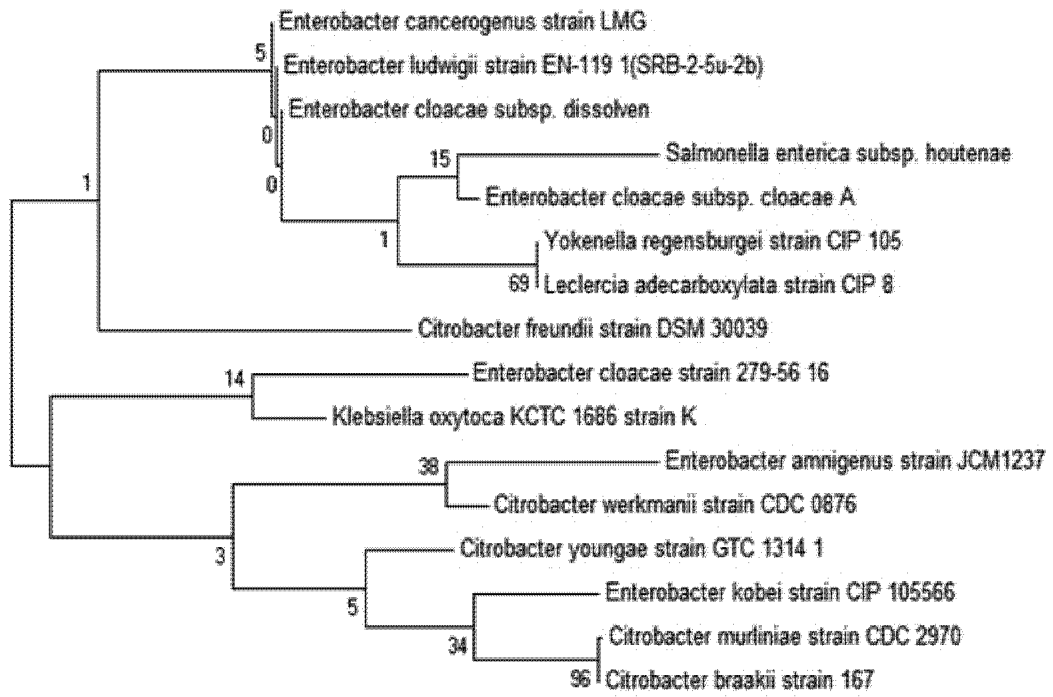 Enterobacter cancerogenus strain LMG
5
Enterobacter ludwigii strain EN-119 1(SRB-2-5u-2b)
Enterobacter cloacae subsp. dissolven
0
15
Salmonella enterica subsp. houtenae
1
0
Enterobacter cloacae subsp. cloacae A
1
Yokenella regensburgei strain CIP 105
69
Leclercia adecarboxylata strain CIP 8
Citrobacter freundii strain DSM 30039
14
Enterobacter cloacae strain 279-56 16
Klebsiella oxytoca KCTC 1686 strain K
38
Enterobacter amnigenus strain JCM1237
Citrobacter werkmanii strain CDC 0876
3
Citrobacter youngae strain GTC 1314 1
5
Enterobacter kobei strain CIP 105566
34
Citrobacter murliniae strain CDC 2970
96
Citrobacter braakii strain 167